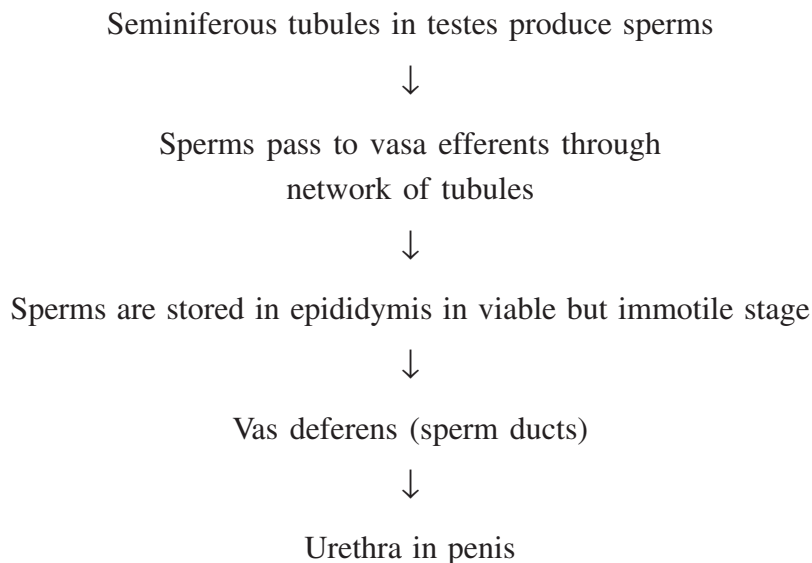 Seminiferous tubules in testes produce sperms
↓
Sperms pass to vasa efferents through
network of tubules
↓
Sperms are stored in epididymis in viable but immotile stage
↓
Vas deferens (sperm ducts)
↓
Urethra in penis